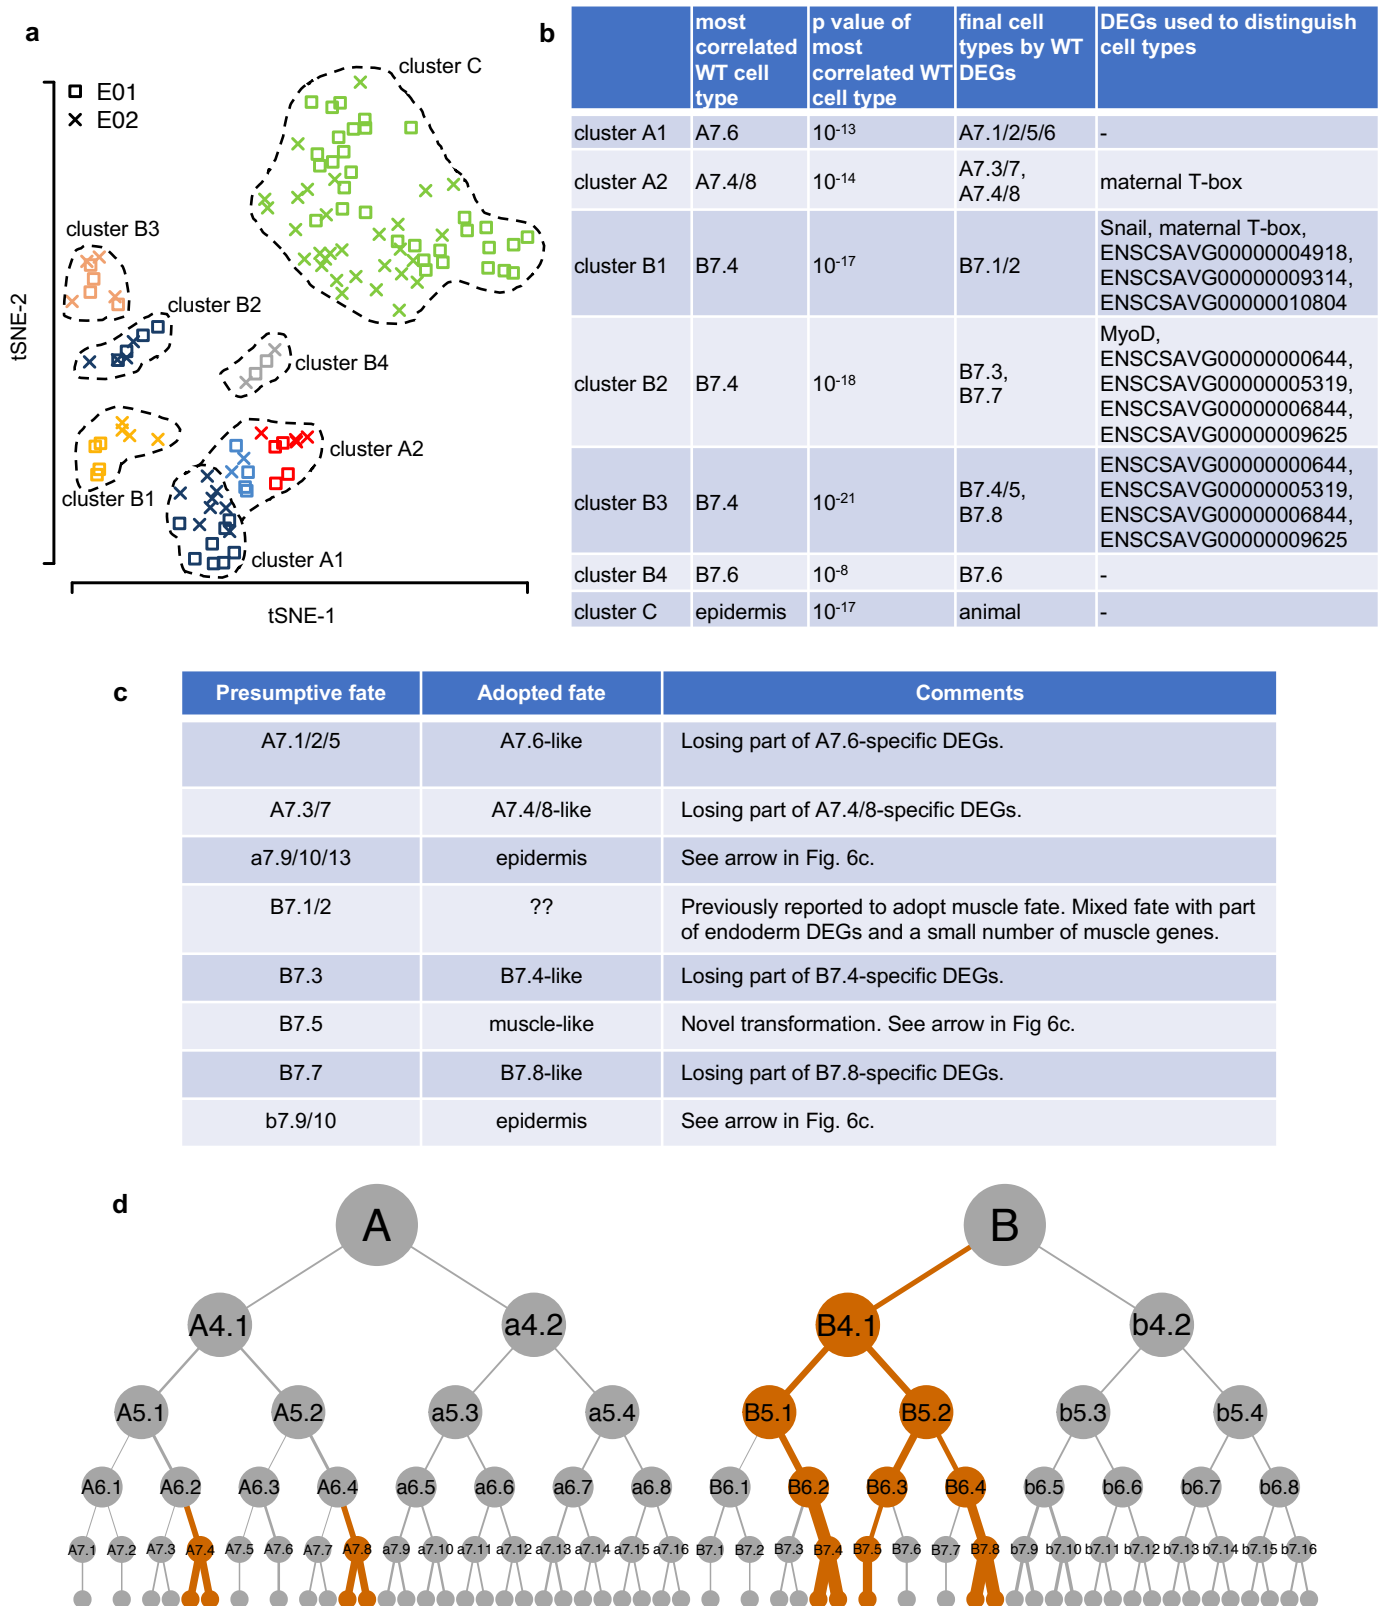 a
E01
E02
cluster C
cluster B3
cluster B2
cluster B4
cluster A2
cluster B1
cluster A1
tSNE-2
tSNE-1
b
most correlated WT cell type
p value of most correlated WT cell type
final cell types by WT DEGs
DEGs used to distinguish cell types
cluster A1 A7.6 10-13 A7.1/2/5/6 -
cluster A2 A7.4/8 10-14 A7.3/7, A7.4/8 maternal T-box
cluster B1 B7.4 10-17 B7.1/2 Snail, maternal T-box,
ENSCSAVG00000004918,
ENSCSAVG00000009314,
ENSCSAVG00000010804
cluster B2 B7.4 10-18 B7.3, B7.7 MyoD,
ENSCSAVG00000000644,
ENSCSAVG00000005319,
ENSCSAVG00000006844,
ENSCSAVG00000009625
cluster B3 B7.4 10-21 B7.4/5, B7.8 ENSCSAVG00000000644,
ENSCSAVG00000005319,
ENSCSAVG00000006844,
ENSCSAVG00000009625
cluster B4 B7.6 10-8 B7.6 -
cluster C epidermis 10-17 animal -
c
Presumptive fate Adopted fate Comments
A7.1/2/5 A7.6-like Losing part of A7.6-specific DEGs.
A7.3/7 A7.4/8-like Losing part of A7.4/8-specific DEGs.
a7.9/10/13 epidermis See arrow in Fig. 6c.
B7.1/2 ?? Previously reported to adopt muscle fate. Mixed fate with part
of endoderm DEGs and a small number of muscle genes.
B7.3 B7.4-like Losing part of B7.4-specific DEGs.
B7.5 muscle-like Novel transformation. See arrow in Fig 6c.
B7.7 B7.8-like Losing part of B7.8-specific DEGs.
b7.9/10 epidermis See arrow in Fig. 6c.
d
A B
A4.1 a4.2 B4.1 b4.2
A5.1 A5.2 a5.3 a5.4 B5.1 B5.2 b5.3 b5.4
A6.1 A6.2 A6.3 A6.4 a6.5 a6.6 a6.7 a6.8 B6.1 B6.2 B6.3 B6.4 b6.5 b6.6 b6.7 b6.8
A7.1 A7.2 A7.3 A7.4 A7.5 A7.6 A7.7 A7.8 a7.9 a7.10 a7.11 a7.12 a7.13 a7.14 a7.15 a7.16 B7.1 B7.2 B7.3 B7.4 B7.5 B7.6 B7.7 B7.8 b7.9 b7.10 b7.11 b7.12 b7.13 b7.14 b7.15 b7.16